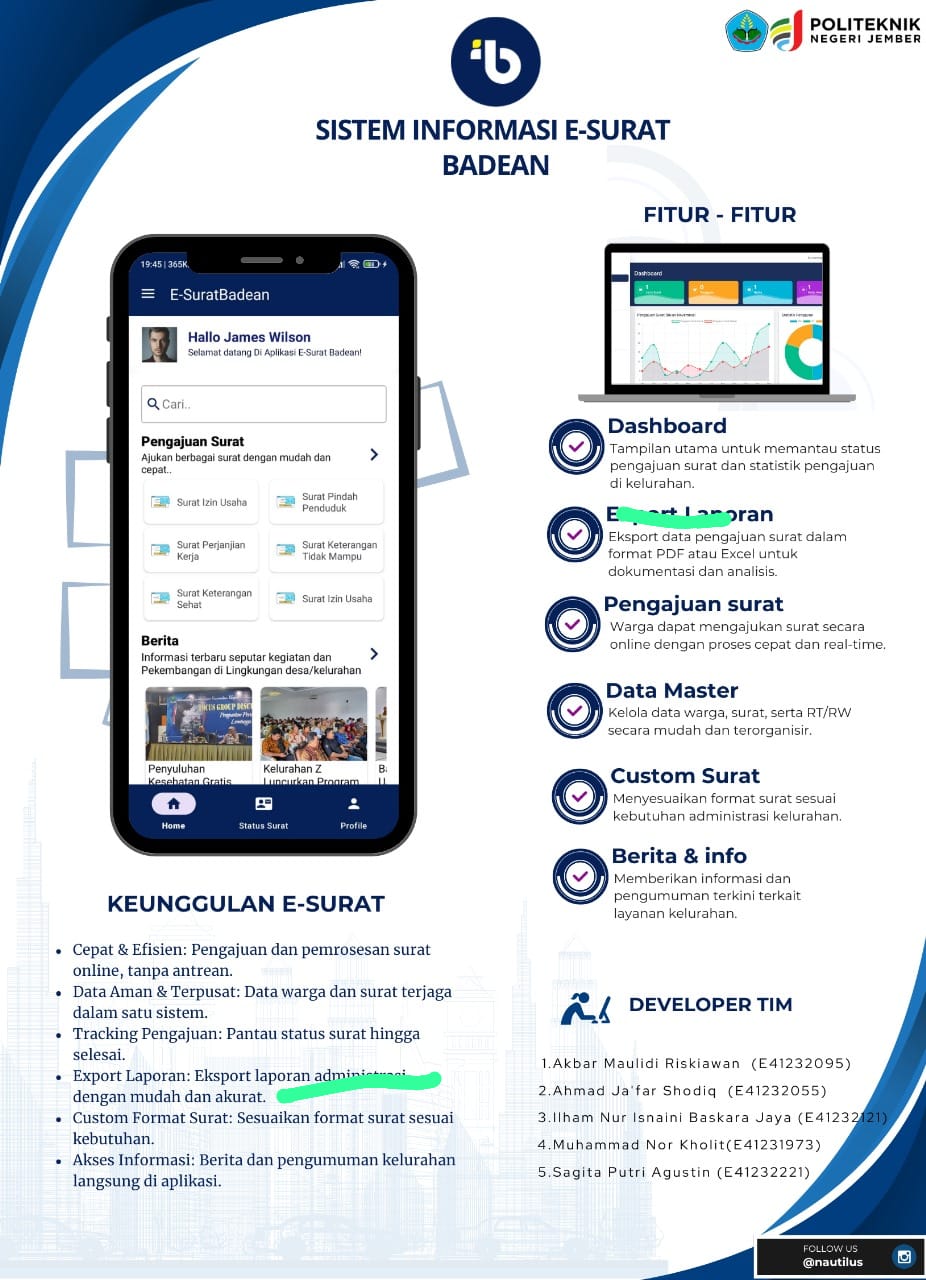 POLITEKNIK
NEGERI JEMBER
SISTEM INFORMASI E-SURAT
BADEAN
19:45 | 365K
E-SuratBadean
Hallo James Wilson
Selamat datang Di Aplikasi E-Surat Badean!
Cari..
Pengajuan Surat
Ajukan berbagai surat dengan mudah dan
cepat..
Surat Izin Usaha
Surat Pindah
Penduduk
Surat Perjanjian
Kerja
Surat Keterangan
Tidak Mampu
Surat Keterangan
Sehat
Surat Izin Usaha
Berita
Informasi terbaru seputar kegiatan dan
Pekembangan di Lingkungan desa/kelurahan
Penyuluhan
Kesehatan Gratis
Kelurahan Z
Luncurkan Program
Home
Status Surat
Profile
FITUR - FITUR
Dashboard
Dashboard
Tampilan utama untuk memantau status
pengajuan surat dan statistik pengajuan
di kelurahan.
Export Laporan
Eksport data pengajuan surat dalam
format PDF atau Excel untuk
dokumentasi dan analisis.
Pengajuan surat
Warga dapat mengajukan surat secara
online dengan proses cepat dan real-time.
Data Master
Kelola data warga, surat, serta RT/RW
secara mudah dan terorganisir.
Custom Surat
Menyesuaikan format surat sesuai
kebutuhan administrasi kelurahan.
Berita & info
Memberikan informasi dan
pengumuman terkini terkait
layanan kelurahan.
KEUNGGULAN E-SURAT
• Cepat & Efisien: Pengajuan dan pemrosesan surat
online, tanpa antrean.
• Data Aman & Terpusat: Data warga dan surat terjaga
dalam satu sistem.
• Tracking Pengajuan: Pantau status surat hingga
selesai.
• Export Laporan: Eksport laporan administrasi
dengan mudah dan akurat.
• Custom Format Surat: Sesuaikan format surat sesuai
kebutuhan.
• Akses Informasi: Berita dan pengumuman kelurahan
langsung di aplikasi.
DEVELOPER TIM
1.Akbar Maulidi Riskiawan (E41232095)
2.Ahmad Ja'far Shodiq (E41232055)
3.Ilham Nur Isnaini Baskara Jaya (E41232121)
4.Muhammad Nor Kholit(E41231973)
5.Sagita Putri Agustin (E41232221)
FOLLOW US
@nautilus